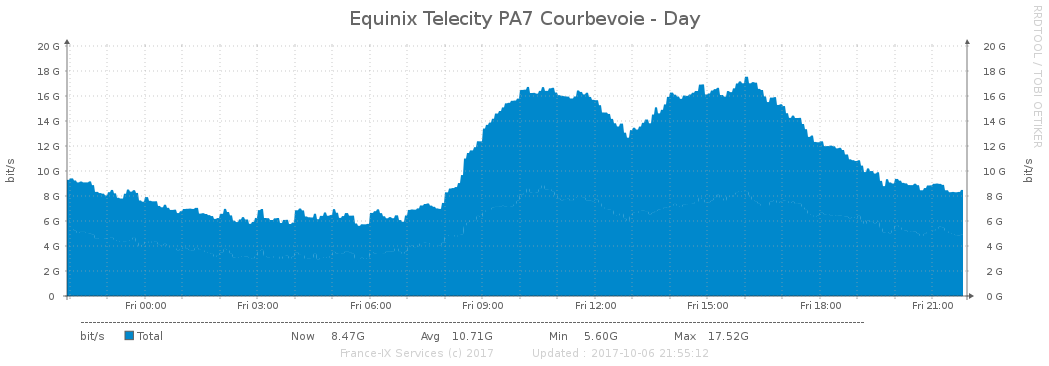 Equinix Telecity PA7 Courbevoie - Day
RRDTOOL / TOBI OETIKER
20 G 20 G
18 G 18 G
16 G 16 G
14 G 14 G
12 G 12 G
10 G 10 G
8 G 8 G
6 G 6 G
4 G 4 G
2 G 2 G
0 0 G
bit/s bit/s
Fri 00:00 Fri 03:00 Fri 06:00 Fri 09:00 Fri 12:00 Fri 15:00 Fri 18:00 Fri 21:00
bit/s Total Now 8.47G Avg 10.71G Min 5.60G Max 17.52G
France-IX Services (c) 2017 Updated : 2017-10-06 21:55:12